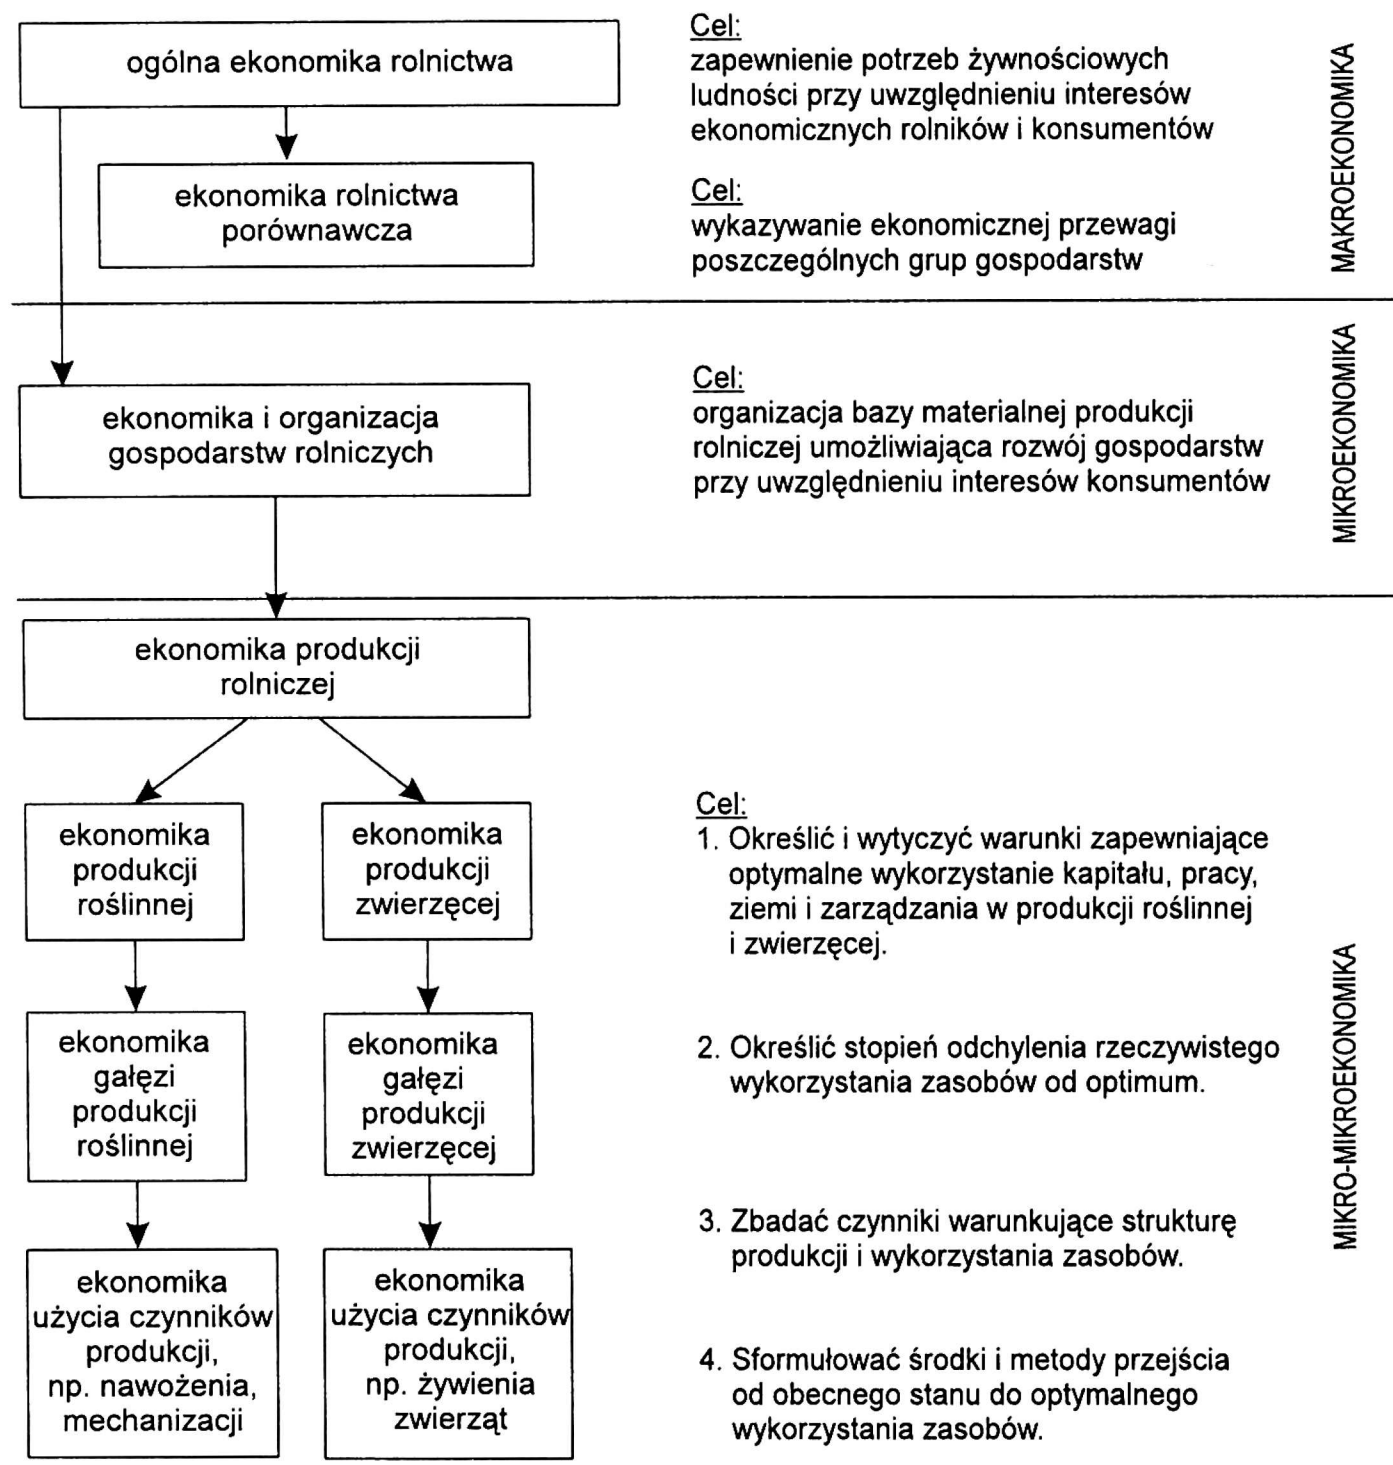 ogólna ekonomika rolnictwa
Cel:
zapewnienie potrzeb żywnościowych
ludności przy uwzględnieniu interesów
ekonomicznych rolników i konsumentów
ekonomika rolnictwa
porównawcza
Cel:
wykazywanie ekonomicznej przewagi
poszczególnych grup gospodarstw
MAKROEKONOMIKA
ekonomika i organizacja
gospodarstw rolniczych
Cel:
organizacja bazy materialnej produkcji
rolniczej umożliwiająca rozwój gospodarstw
przy uwzględnieniu interesów konsumentów
MIKROEKONOMIKA
ekonomika produkcji
rolniczej
ekonomika
produkcji
roślinnej
ekonomika
produkcji
zwierzęcej
Cel:
1. Określić i wytyczyć warunki zapewniające
optymalne wykorzystanie kapitału, pracy,
ziemi i zarządzania w produkcji roślinnej
i zwierzęcej.
ekonomika
gałęzi
produkcji
roślinnej
ekonomika
gałęzi
produkcji
zwierzęcej
2. Określić stopień odchylenia rzeczywistego
wykorzystania zasobów od optimum.
3. Zbadać czynniki warunkujące strukturę
produkcji i wykorzystania zasobów.
ekonomika
użycia czynników
produkcji,
np. nawożenia,
mechanizacji
ekonomika
użycia czynników
produkcji,
np. żywienia
zwierząt
4. Sformułować środki i metody przejścia
od obecnego stanu do optymalnego
wykorzystania zasobów.
MIKRO-MIKROEKONOMIKA